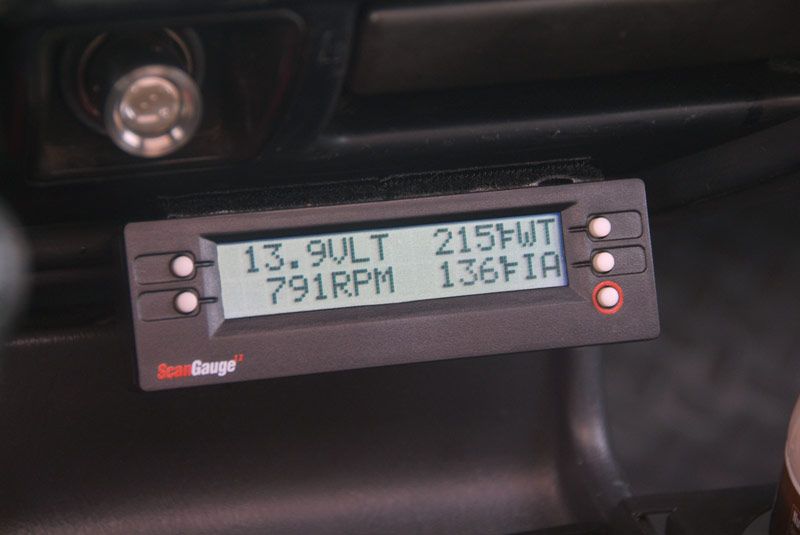 13.9VLT 215°FWT
791RPM 136°FIA
ScanGauge